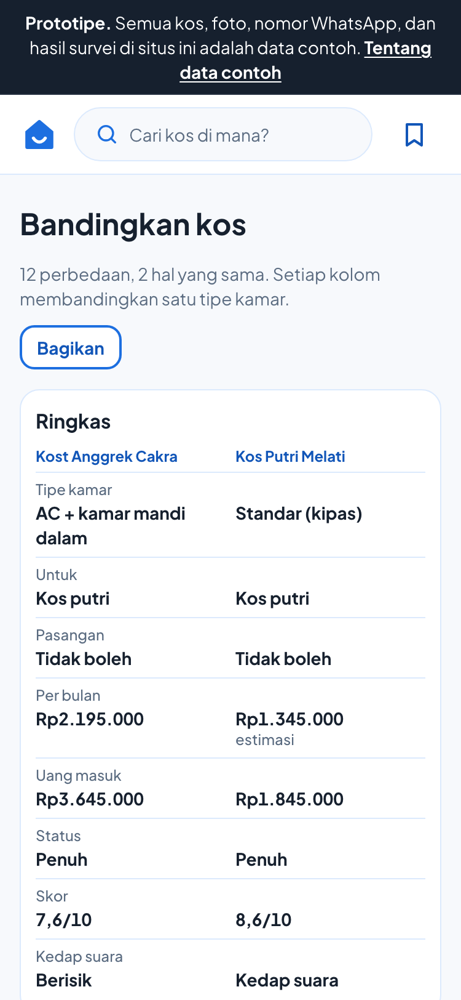 Prototipe. Semua kos, foto, nomor WhatsApp, dan
hasil survei di situs ini adalah data contoh. Tentang
data contoh
Cari kos di mana?
Bandingkan kos
12 perbedaan, 2 hal yang sama. Setiap kolom
membandingkan satu tipe kamar.
Bagikan
Ringkas
Kost Anggrek Cakra Kos Putri Melati
Tipe kamar
AC + kamar mandi Standar (kipas)
dalam
Untuk
Kos putri Kos putri
Pasangan
Tidak boleh Tidak boleh
Per bulan
Rp2.195.000 Rp1.345.000
estimasi
Uang masuk
Rp3.645.000 Rp1.845.000
Status
Penuh Penuh
Skor
7,6/10 8,6/10
Kedap suara
Berisik Kedap suara